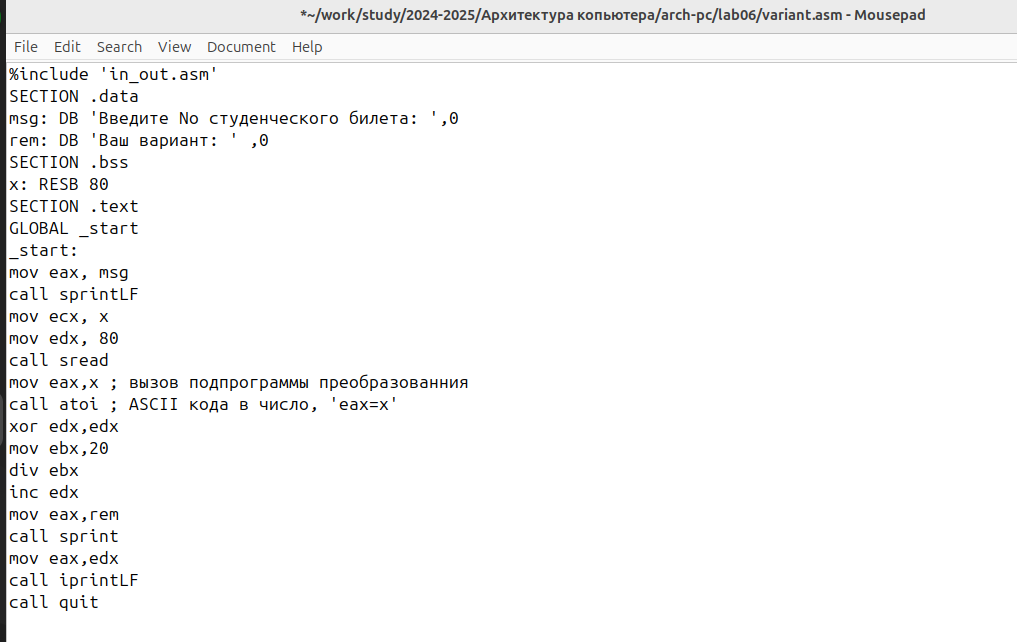 *~/work/study/2024-2025/Архитектура копьютера/arch-pc/lab06/variant.asm - Mousepad
File Edit Search View Document Help
%include 'in_out.asm'
SECTION .data
msg: DB 'Введите No студенческого билета: ',0
rem: DB 'Ваш вариант: ' ,0
SECTION .bss
x: RESB 80
SECTION .text
GLOBAL _start
_start:
mov eax, msg
call sprintLF
mov ecx, x
mov edx, 80
call sread
mov eax,x ; вызов подпрограммы преобразованния
call atoi ; ASCII кода в число, 'eax=x'
xor edx,edx
mov ebx,20
div ebx
inc edx
mov eax,rem
call sprint
mov eax,edx
call iprintLF
call quit